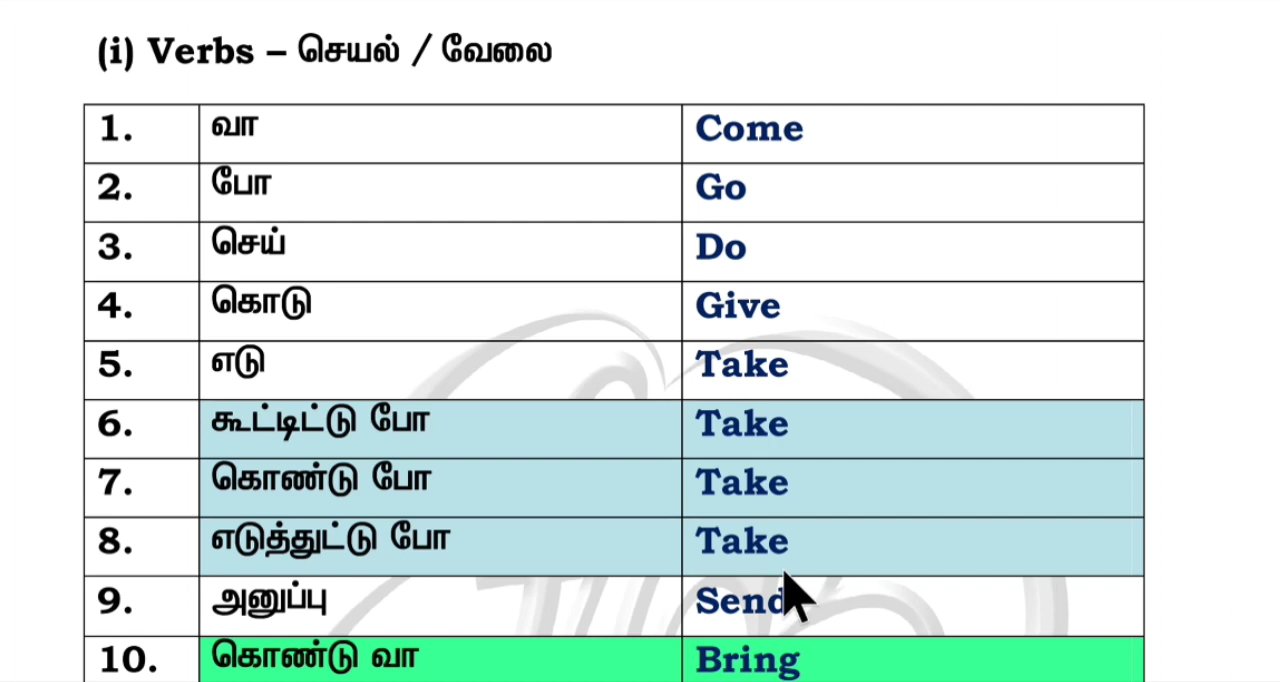 (i) Verbs – செயல் / வேலை
1. வா Come
2. போ Go
3. செய் Do
4. கொடு Give
5. எடு Take
6. கூட்டிட்டு போ Take
7. கொண்டு போ Take
8. எடுத்துட்டு போ Take
9. அனுப்பு Send
10. கொண்டு வா Bring